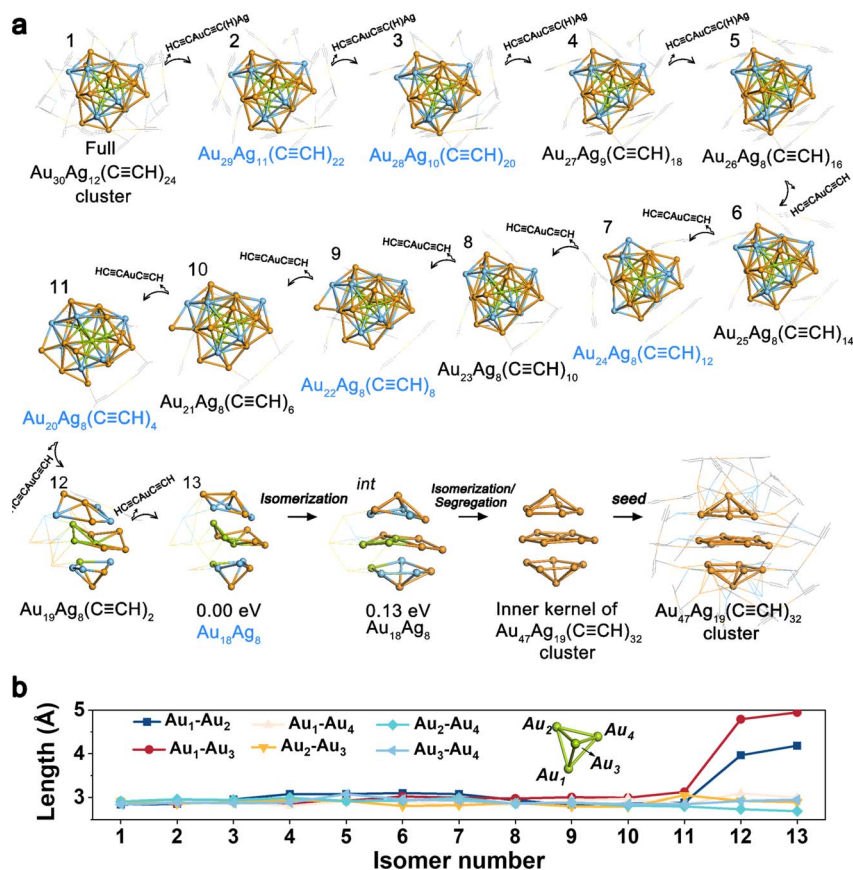 a
1 HC≡CAuC≡C(H)Ag 2 HC≡CAuC≡C(H)Ag 3 HC≡CAuC≡C(H)Ag 4 HC≡CAuC≡C(H)Ag 5
Full
Au₃₀Ag₁₂(C≡CH)₂₄
cluster
Au₂₉Ag₁₁(C≡CH)₂₂
Au₂₈Ag₁₀(C≡CH)₂₀
Au₂₇Ag₉(C≡CH)₁₈
Au₂₆Ag₈(C≡CH)₁₆
HC≡CAuC≡CH
11 HC≡CAuC≡CH 10 HC≡CAuC≡CH 9 HC≡CAuC≡CH 8 HC≡CAuC≡CH 7 HC≡CAuC≡CH 6
Au₂₀Ag₈(C≡CH)₄
Au₂₁Ag₈(C≡CH)₆
Au₂₂Ag₈(C≡CH)₈
Au₂₃Ag₈(C≡CH)₁₀
Au₂₄Ag₈(C≡CH)₁₂
Au₂₅Ag₈(C≡CH)₁₄
HC≡CAuC≡CH
12 HC≡CAuC≡CH 13 Isomerization int Isomerization/
Segregation
seed
Au₁₉Ag₈(C≡CH)₂
0.00 eV
Au₁₈Ag₈
0.13 eV
Au₁₈Ag₈
Inner kernel of
Au₄₇Ag₁₉(C≡CH)₃₂
cluster
Au₄₇Ag₁₉(C≡CH)₃₂
cluster
b
Length (Å)
5
3
Au₁-Au₂ Au₁-Au₄ Au₂-Au₄
Au₁-Au₃ Au₂-Au₃ Au₃-Au₄
Au₂ Au₄
Au₁ Au₃
1 2 3 4 5 6 7 8 9 10 11 12 13
Isomer number